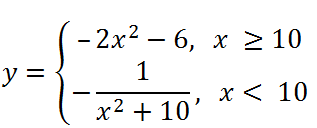 y = { -2x² - 6, x ≥ 10
-1/(x² + 10), x < 10